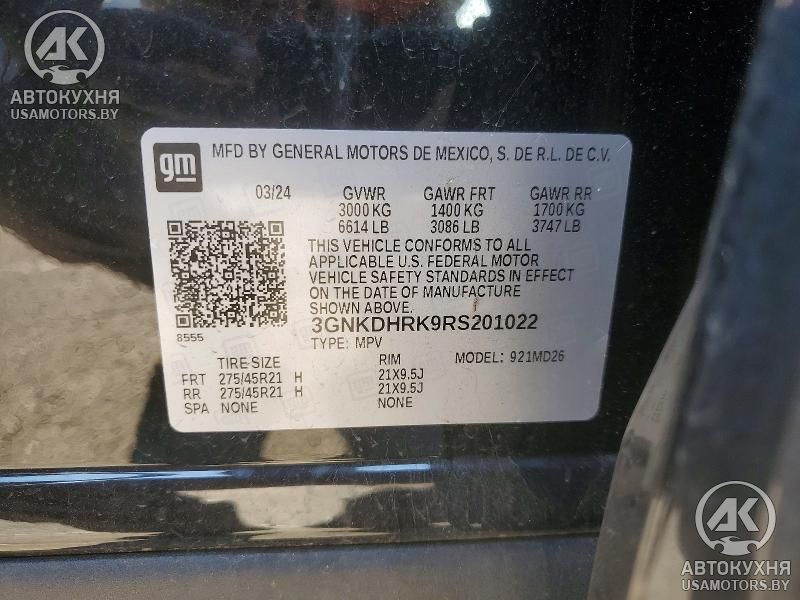 AK
АВТОКУХНЯ
USAMOTORS.BY
gm
MFD BY GENERAL MOTORS DE MEXICO, S. DE R.L. DE C.V.
03/24 GVWR GAWR FRT GAWR RR
3000 KG 1400 KG 1700 KG
6614 LB 3086 LB 3747 LB
THIS VEHICLE CONFORMS TO ALL
APPLICABLE U.S. FEDERAL MOTOR
VEHICLE SAFETY STANDARDS IN EFFECT
ON THE DATE OF MANUFACTURE
SHOWN ABOVE.
8555
3GNKDHRK9RS201022
TYPE: MPV
TIRE SIZE RIM MODEL: 921MD26
FRT 275/45R21 H 21X9.5J
RR 275/45R21 H 21X9.5J
SPA NONE NONE
AK
АВТОКУХНЯ
USAMOTORS.BY